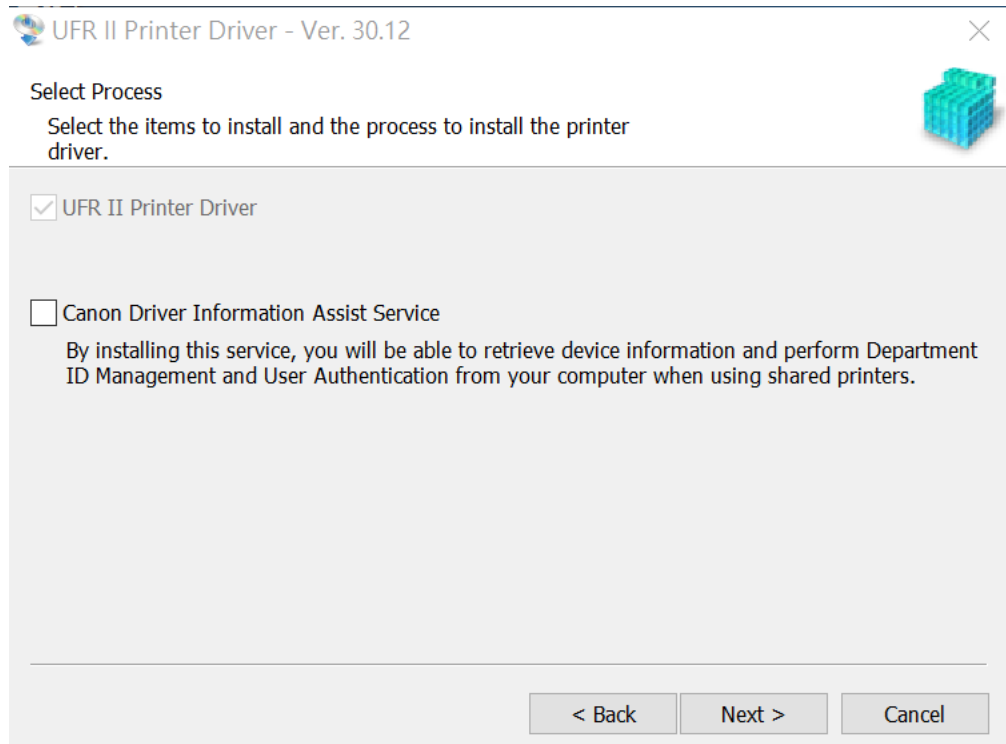 UFR II Printer Driver - Ver. 30.12
Select Process
Select the items to install and the process to install the printer
driver.
UFR II Printer Driver
Canon Driver Information Assist Service
By installing this service, you will be able to retrieve device information and perform Department
ID Management and User Authentication from your computer when using shared printers.
< Back Next > Cancel